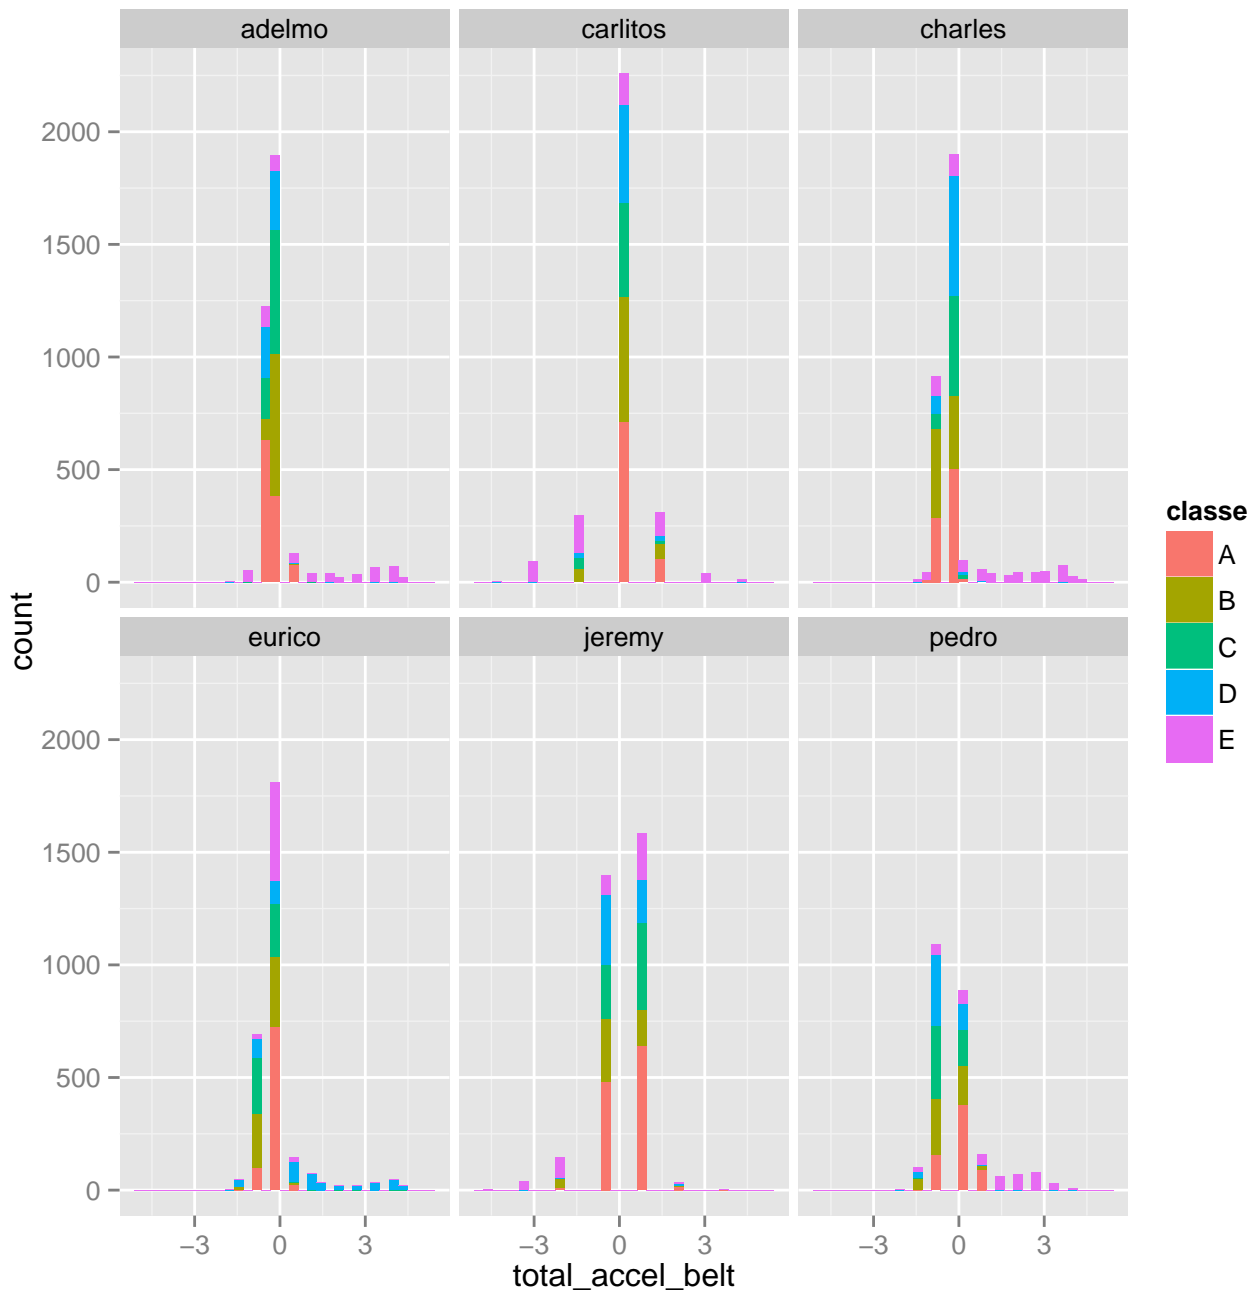 adelmo carlitos charles
2000
1500
1000
500
0
eurico jeremy pedro
2000
1500
1000
500
0
−3 0 3 −3 0 3 −3 0 3
total_accel_belt
count
classe
A
B
C
D
E